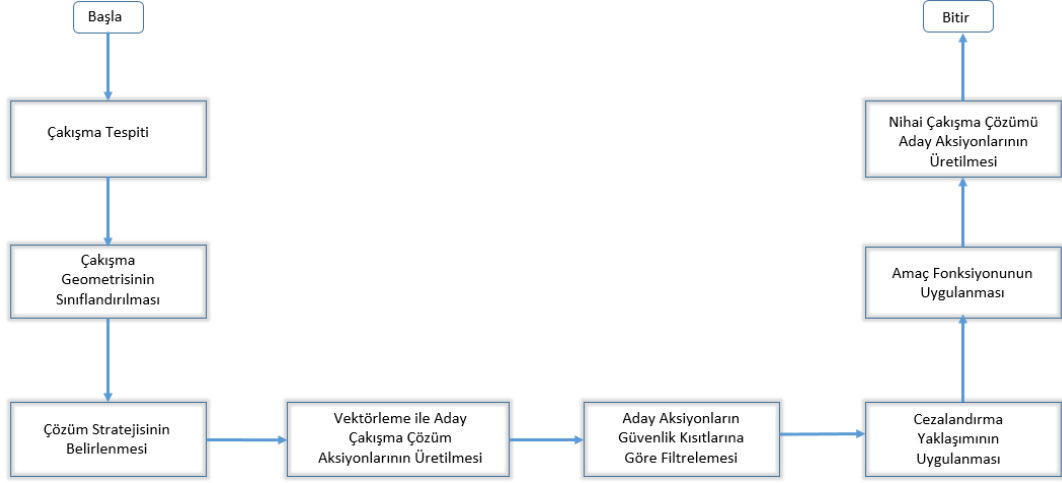 Başla
Çakışma Tespiti
Çakışma
Geometrisinin
Sınıflandırılması
Çözüm Stratejisinin
Belirlenmesi
Vektörleme ile Aday
Çakışma Çözüm
Aksiyonlarının Üretilmesi
Aday Aksiyonların
Güvenlik Kısıtlarına
Göre Filtrelemesi
Cezalandırma
Yaklaşımının
Uygulanması
Amaç Fonksiyonunun
Uygulanması
Nihai Çakışma Çözümü
Aday Aksiyonlarının
Üretilmesi
Bitir